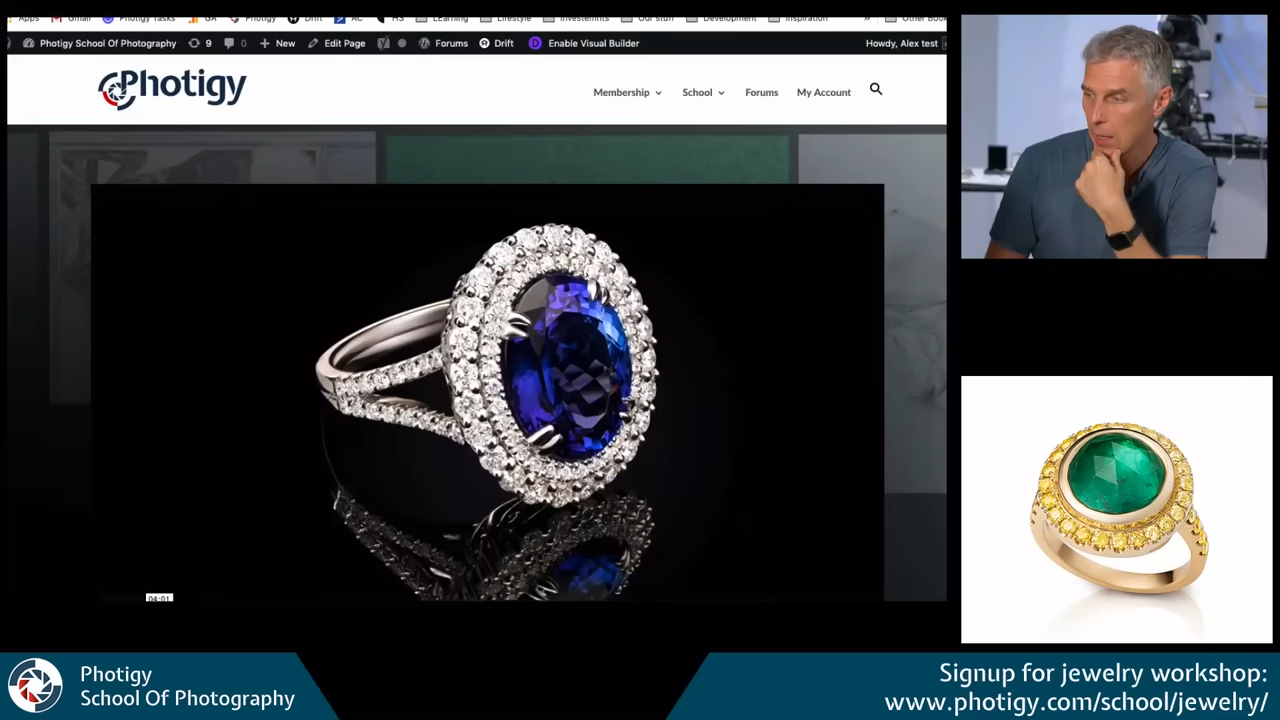 Apps Gmail Photigy Tasks GA Photigy Drift AC HS LEarning Lifestyle Investemnts Our stuff Development Inspiration » Other Book
Photigy School Of Photography 9 0 New Edit Page Forums Drift D Enable Visual Builder Howdy, Alex test
Photigy
Membership School Forums My Account
04:01
Photigy
School Of Photography
Signup for jewelry workshop:
www.photigy.com/school/jewelry/